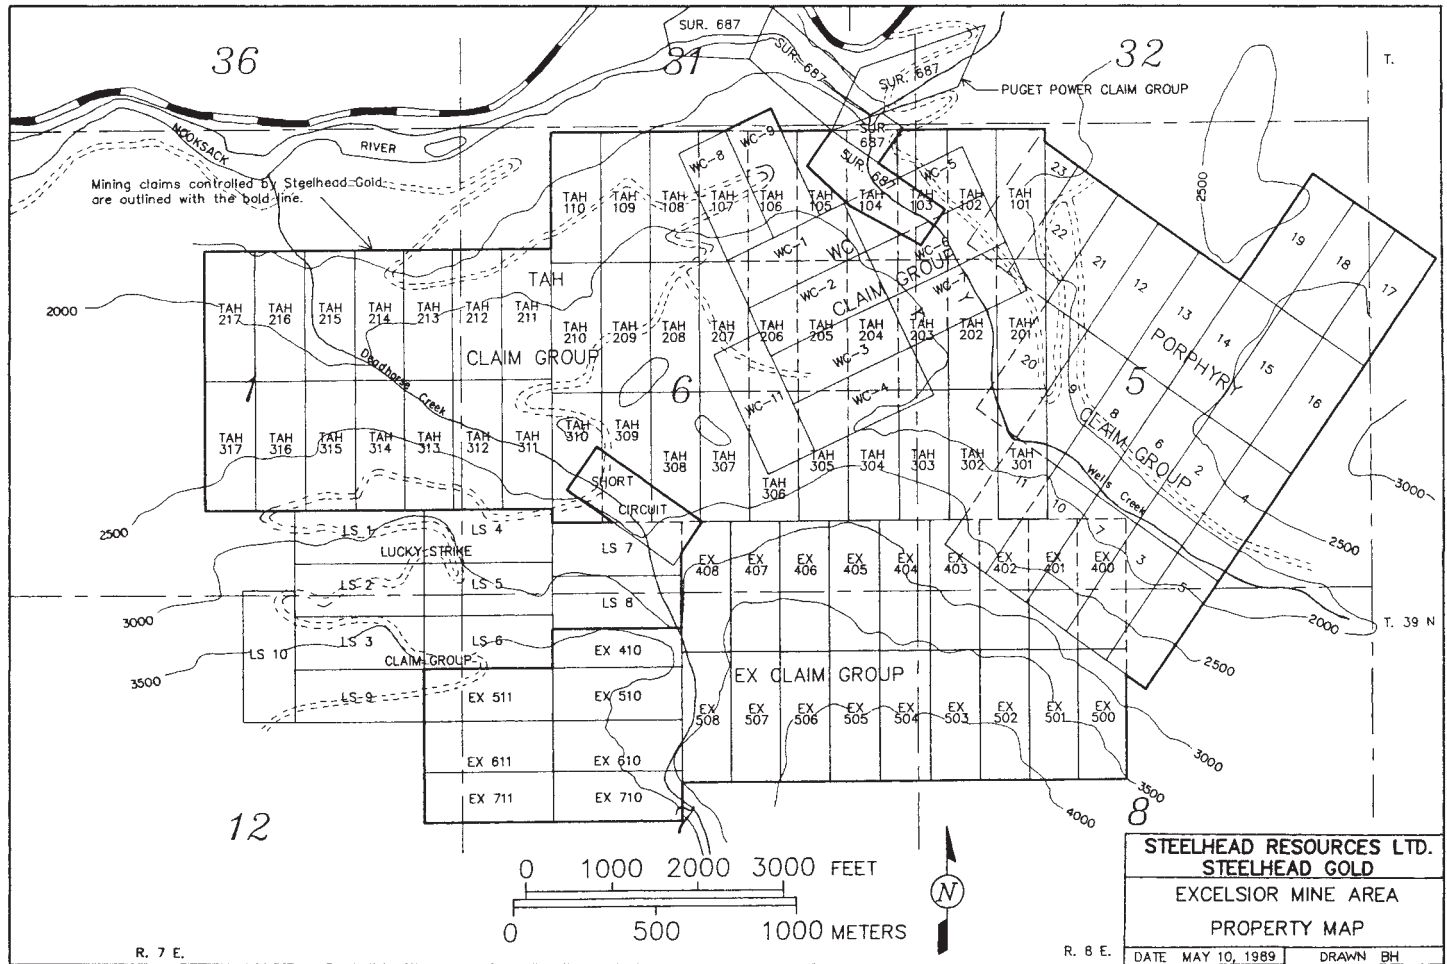 SUR. 687
36
31
32
T.
SUR. 687
SUR. 687
PUGET POWER CLAIM GROUP
NOOKSACK
RIVER
SUR
687
WC-9
WC-8
SUR. 687
WC-5
23
Mining claims controlled by Steelhead Gold
are outlined with the bold line.
2500
TAH
110
TAH
109
TAH
108
TAH
107
TAH
106
TAH
105
TAH
104
TAH
103
TAH
102
TAH
101
22
19
18
17
21
12
13
14
15
16
WC-1
WC
WC-6
CLAIM GROUP
WC-2
WC-7
TAH
CLAIM GROUP
2000
TAH
217
TAH
216
TAH
215
TAH
214
TAH
213
TAH
212
TAH
211
TAH
210
TAH
209
TAH
208
TAH
207
TAH
206
TAH
205
TAH
204
TAH
203
TAH
202
TAH
201
PORPHYRY
CLAIM GROUP
Deadhorse Creek
WC-3
WC-4
WC-11
1
6
5
20
9
8
6
2
4
TAH
317
TAH
316
TAH
315
TAH
314
TAH
313
TAH
312
TAH
311
TAH
310
TAH
309
TAH
308
TAH
307
TAH
306
TAH
305
TAH
304
TAH
303
TAH
302
TAH
301
11
10
7
3
5
Wells Creek
3000
2500
2000
SHORT
CIRCUIT
2500
LS 1
LS 4
LUCKY STRIKE
LS 7
LS 2
LS 5
LS 8
3000
LS 3
LS 6
LS 10
CLAIM GROUP
3500
LS 9
EX 410
EX 511
EX 510
EX 611
EX 610
EX 711
EX 710
EX
408
EX
407
EX
406
EX
405
EX
404
EX
403
EX
402
EX
401
EX
400
T. 39 N
2500
EX CLAIM GROUP
EX
508
EX
507
EX
506
EX
505
EX
504
EX
503
EX
502
EX
501
EX
500
3000
3500
4000
12
8
0 1000 2000 3000 FEET
0 500 1000 METERS
N
R. 7 E.
R. 8 E.
STEELHEAD RESOURCES LTD.
STEELHEAD GOLD
EXCELSIOR MINE AREA
PROPERTY MAP
DATE MAY 10, 1989 DRAWN BH